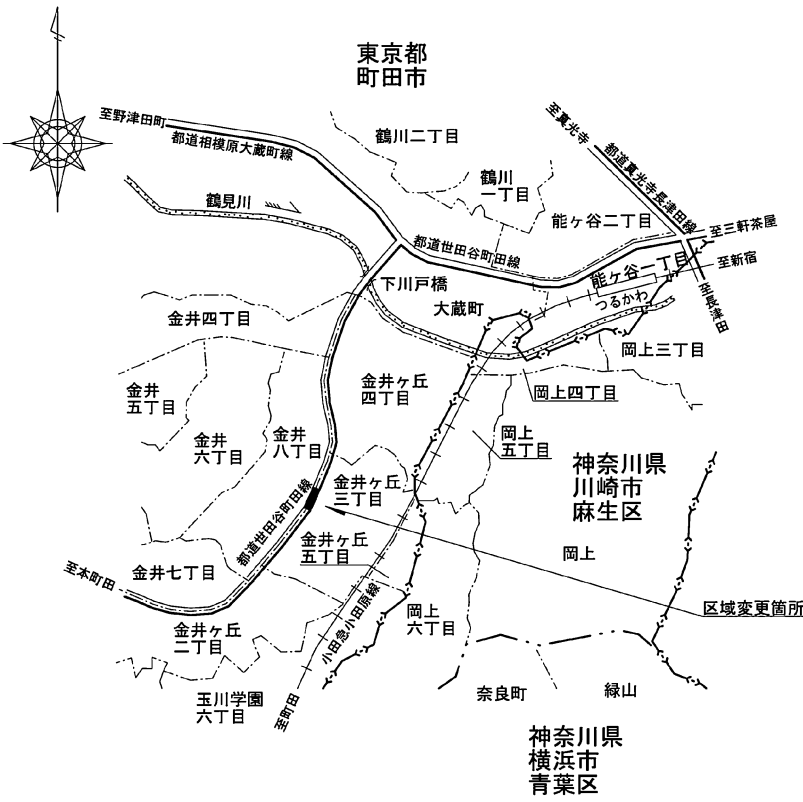 東京都
町田市
至野津田町
都道相模原大蔵町線
鶴川二丁目
至真光寺
都道真光寺長津田線
鶴川
一丁目
鶴見川
能ヶ谷二丁目
至三軒茶屋
都道世田谷町田線
至新宿
能ヶ谷一丁目
下川戸橋
つるかわ
至長津田
大蔵町
金井四丁目
岡上三丁目
金井
五丁目
金井ヶ丘
四丁目
岡上四丁目
金井
六丁目
金井
八丁目
岡上
五丁目
神奈川県
川崎市
麻生区
金井ヶ丘
三丁目
都道世田谷町田線
金井ヶ丘
五丁目
岡上
至本町田
金井七丁目
小田急小田原線
岡上
六丁目
区域変更箇所
金井ヶ丘
二丁目
玉川学園
六丁目
至町田
奈良町
緑山
神奈川県
横浜市
青葉区